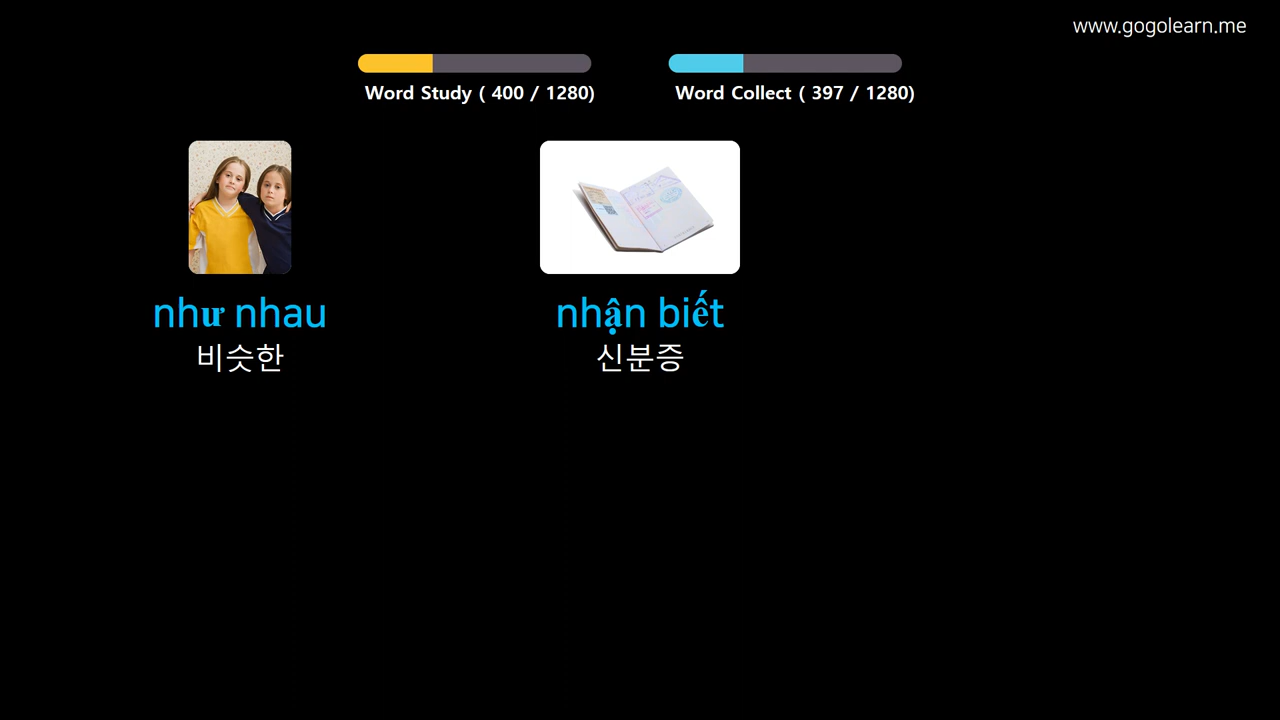 www.gogolearn.me
Word Study ( 400 / 1280)
Word Collect ( 397 / 1280)
như nhau
비슷한
nhận biết
신분증